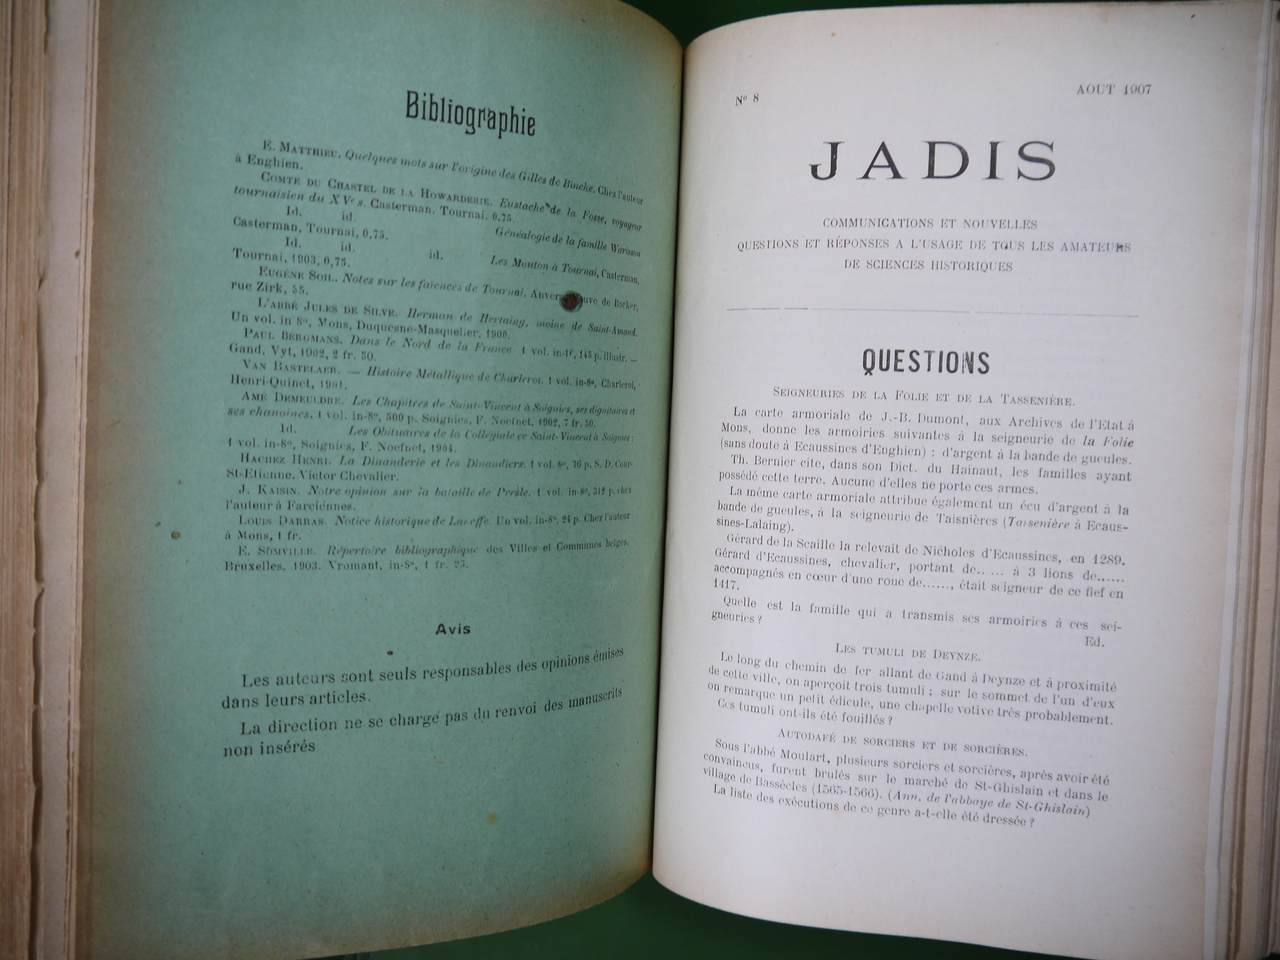 Bibliographie
E. MATTHIEU. Quelques mots sur l'origine des Gilles de Binche. Chez l'auteur
à Enghien.
COMTE DU CHASTEL DE LA HOWARDERIE. Eustache de la Fosse, voyageur
tournaisien du XVe s. Casterman. Tournai. 0,75.
Id. id. Généalogie de la famille Warison
Casterman, Tournai, 0,75.
Id. id. id. Les Mouton à Tournai, Casterman,
Tournai, 1903, 0,75.
EUGÈNE SOIL. Notes sur les faïences de Tournai. Anvers, veuve de Backer,
rue Zirk, 35.
L'ABBÉ JULES DE SILVE. Herman de Hertaing, moine de Saint-Amand.
Un vol. in 8o, Mons, Duquesne-Masquelier, 1900.
PAUL BERGMANS. Dans le Nord de la France 1 vol. 145 p. illustr. —
Gand, Vyt, 1902, 2 fr. 50.
VAN BASTELAER. — Histoire Métallique de Charleroi. 1 vol. in-8o, Charleroi,
Henri-Quinet, 1901.
AMÉ DEMEULDRE. Les Chapitres de Saint-Vincent à Soignies, ses dignitaires et
ses chanoines. 1 vol. in-8o, 500 p. Soignies, F. Noefnet, 1902, 7 fr. 50.
Id. Les Obituaires de la Collégiale de Saint-Vincent à Soignies :
1 vol. in-8o, Soignies, F. Noefnet, 1904.
HACHEZ HENRI. La Dinanderie et les Dinandiers. 1 vol. 8o, 76 p. S. D. Cour-
St-Etienne. Victor Chevalier.
J. KAISIN. Notre opinion sur la bataille de Presle. 1 vol. in-8o, 312 p. chez
l'auteur à Farciennes.
LOUIS DARRAS. Notice historique de Un vol. in-8o, 24 p. Chez l'auteur
à Mons, 1 fr.
E. SOMVILLE. Répertoire bibliographique des Villes et Communes belges.
Bruxelles. 1903. Vromant, in-8o, 1 fr. 25.
Avis
Les auteurs sont seuls responsables des opinions émises
dans leurs articles.
La direction ne se charge pas du renvoi des manuscrits
non insérés
No 8
AOUT 1907
JADIS
COMMUNICATIONS ET NOUVELLES
QUESTIONS ET RÉPONSES A L'USAGE DE TOUS LES AMATEURS
DE SCIENCES HISTORIQUES
QUESTIONS
SEIGNEURIES DE LA FOLIE ET DE LA TASSENIÈRE.
La carte armoriale de J.-B. Dumont, aux Archives de l'Etat à
Mons, donne les armoiries suivantes à la seigneurie de la Folie
(sans doute à Ecaussines d'Enghien) : d'argent à la bande de gueules.
Th. Bernier cite, dans son Dict. du Hainaut, les familles ayant
possédé cette terre. Aucune d'elles ne porte ces armes.
La même carte armoriale attribue également un écu d'argent à la
bande de gueules, à la seigneurie de Taisnières (Tassenière à Ecaus-
sines-Lalaing).
Gérard de la Scaille la relevait de Nicholes d'Ecaussines, en 1289.
Gérard d'Ecaussines, chevalier, portant de..... à 3 lions de......
accompagnés en cœur d'une roue de......, était seigneur de ce fief en
1417.
Quelle est la famille qui a transmis ses armoiries à ces sei-
gneuries ?
Ed.
LES TUMULI DE DEYNZE.
Le long du chemin de fer allant de Gand à Deynze et à proximité
de cette ville, on aperçoit trois tumuli ; sur le sommet de l'un d'eux
on remarque un petit édicule, une chapelle votive très probablement.
Ces tumuli ont-ils été fouillés ?
AUTODAFÉ DE SORCIERS ET DE SORCIÈRES.
Sous l'abbé Moulart, plusieurs sorciers et sorcières, après avoir été
convaincus, furent brulés sur le marché de St-Ghislain et dans le
village de Bassècles (1565-1566). (Ann. de l'abbaye de St-Ghislain)
La liste des exécutions de ce genre a-t-elle été dressée ?